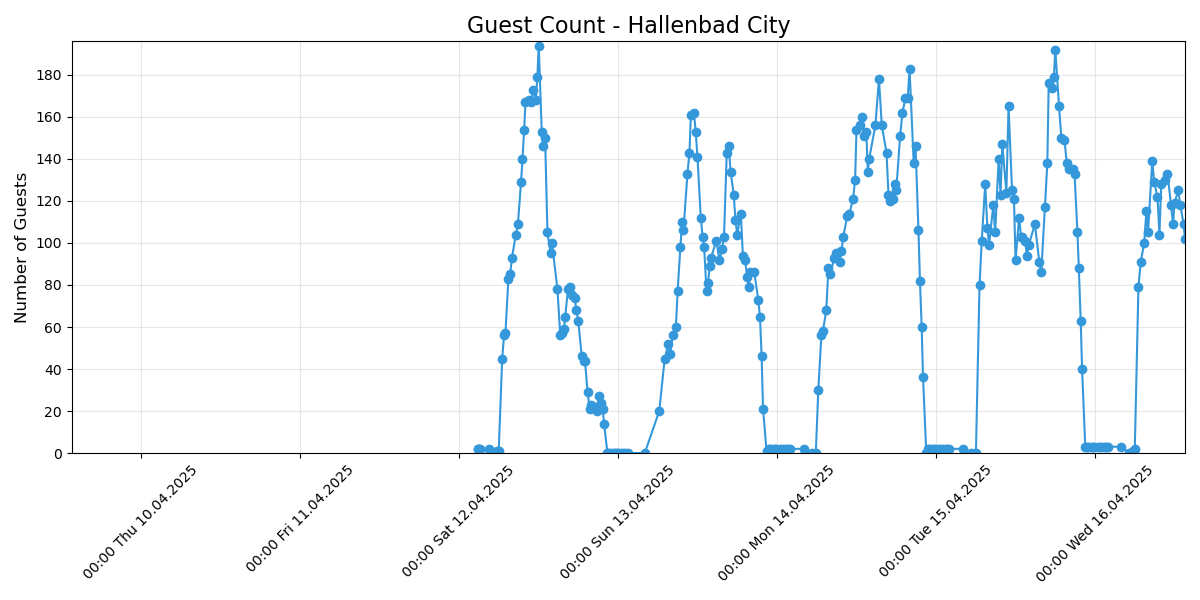 Guest Count - Hallenbad City
Number of Guests
180
160
140
120
100
80
60
40
20
0
00:00 Thu 10.04.2025
00:00 Fri 11.04.2025
00:00 Sat 12.04.2025
00:00 Sun 13.04.2025
00:00 Mon 14.04.2025
00:00 Tue 15.04.2025
00:00 Wed 16.04.2025